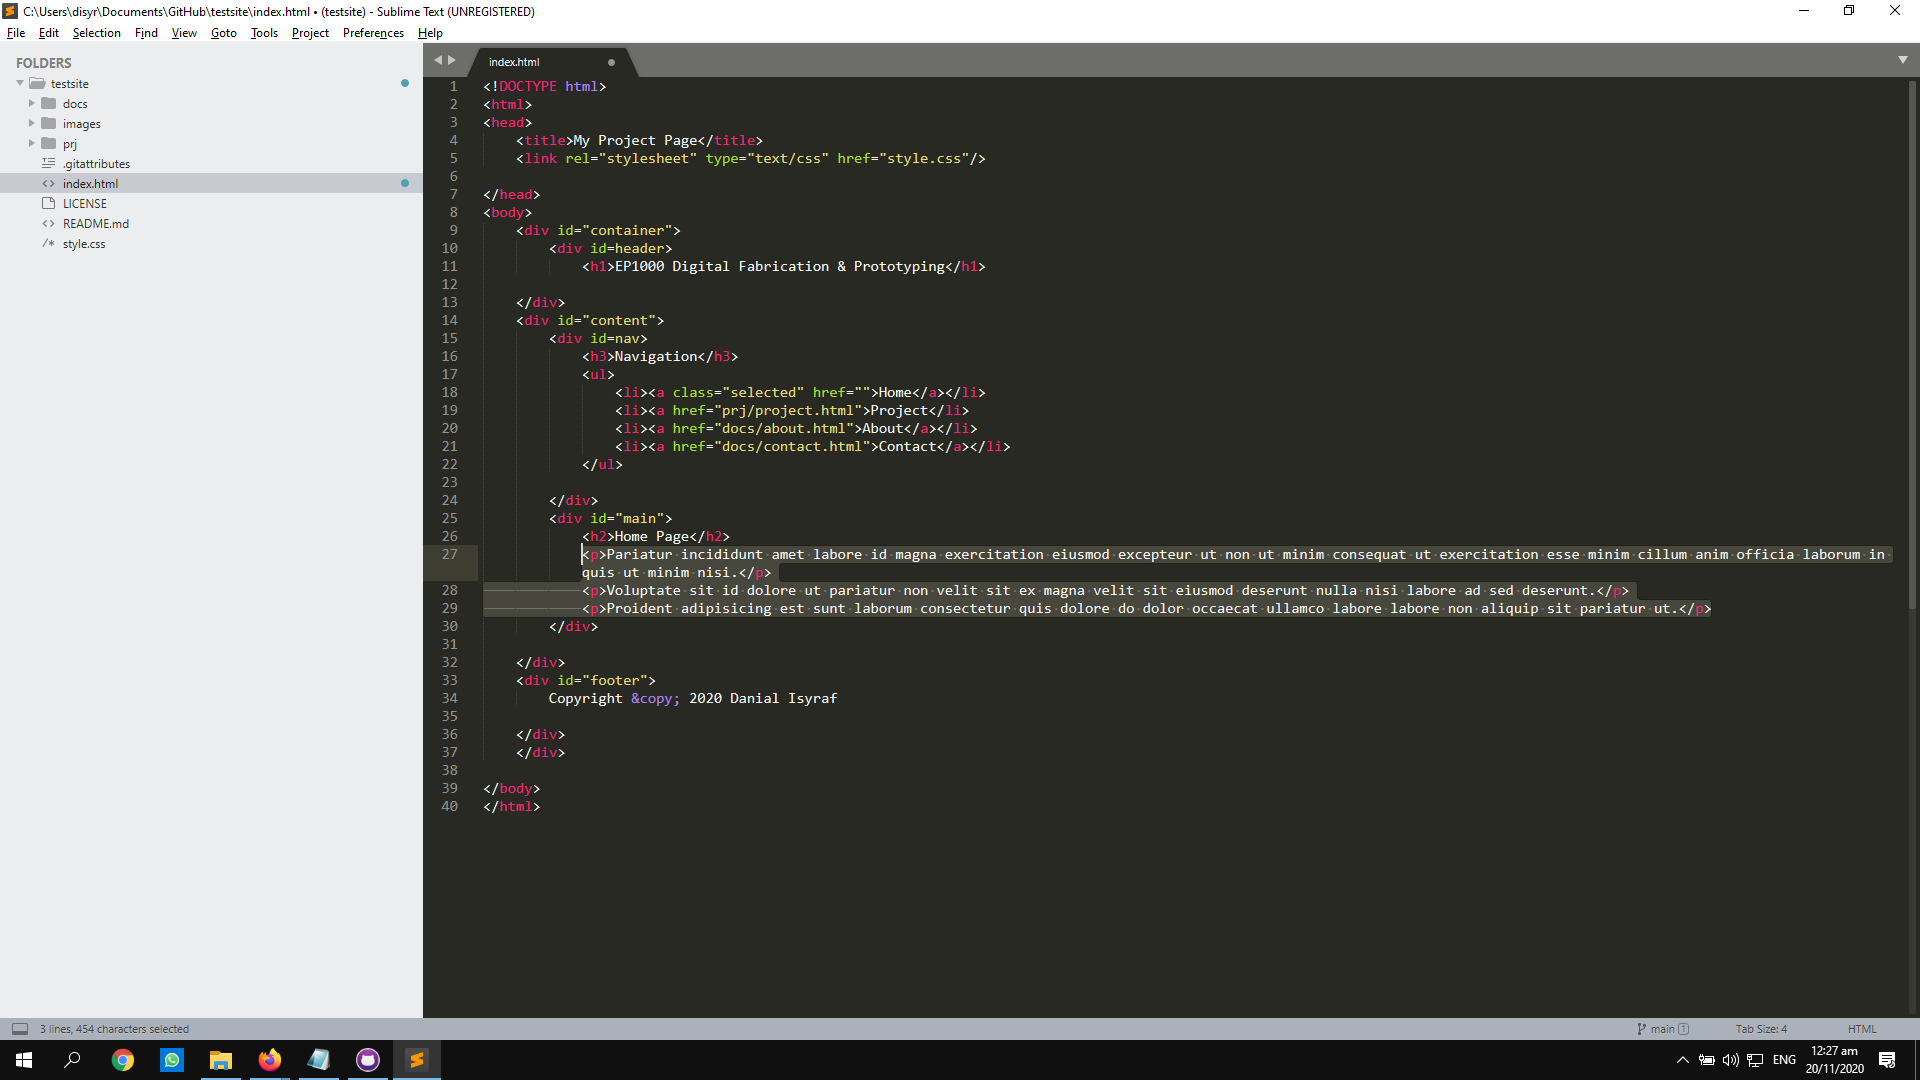 C:\Users\disyr\Documents\GitHub\testsite\index.html • (testsite) - Sublime Text (UNREGISTERED)
File Edit Selection Find View Goto Tools Project Preferences Help
FOLDERS
testsite
docs
images
prj
.gitattributes
index.html
LICENSE
README.md
style.css
index.html
1 <!DOCTYPE html>
2 <html>
3 <head>
4 <title>My Project Page</title>
5 <link rel="stylesheet" type="text/css" href="style.css"/>
6
7 </head>
8 <body>
9 <div id="container">
10 <div id=header>
11 <h1>EP1000 Digital Fabrication & Prototyping</h1>
12
13 </div>
14 <div id="content">
15 <div id=nav>
16 <h3>Navigation</h3>
17 <ul>
18 <li><a class="selected" href="">Home</a></li>
19 <li><a href="prj/project.html">Project</li>
20 <li><a href="docs/about.html">About</a></li>
21 <li><a href="docs/contact.html">Contact</a></li>
22 </ul>
23
24 </div>
25 <div id="main">
26 <h2>Home Page</h2>
27 <p>Pariatur incididunt amet labore id magna exercitation eiusmod excepteur ut non ut minim consequat ut exercitation esse minim cillum anim officia laborum in
quis ut minim nisi.</p>
28 <p>Voluptate sit id dolore ut pariatur non velit sit ex magna velit sit eiusmod deserunt nulla nisi labore ad sed deserunt.</p>
29 <p>Proident adipisicing est sunt laborum consectetur quis dolore do dolor occaecat ullamco labore labore non aliquip sit pariatur ut.</p>
30 </div>
31
32 </div>
33 <div id="footer">
34 Copyright &copy; 2020 Danial Isyraf
35
36 </div>
37 </div>
38
39 </body>
40 </html>
3 lines, 454 characters selected
main 1 Tab Size: 4 HTML
ENG
12:27 am
20/11/2020